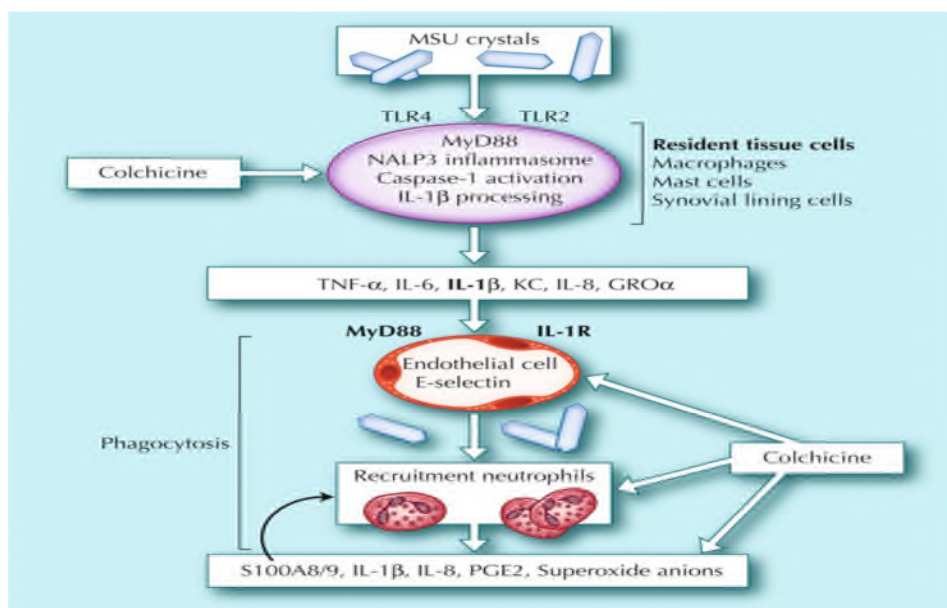 MSU crystals
TLR4
TLR2
MyD88
NALP3 inflammasome
Caspase-1 activation
IL-1β processing
Resident tissue cells
Macrophages
Mast cells
Synovial lining cells
Colchicine
TNF-α, IL-6, IL-1β, KC, IL-8, GROα
MyD88
IL-1R
Endothelial cell
E-selectin
Phagocytosis
Colchicine
Recruitment neutrophils
S100A8/9, IL-1β, IL-8, PGE2, Superoxide anions